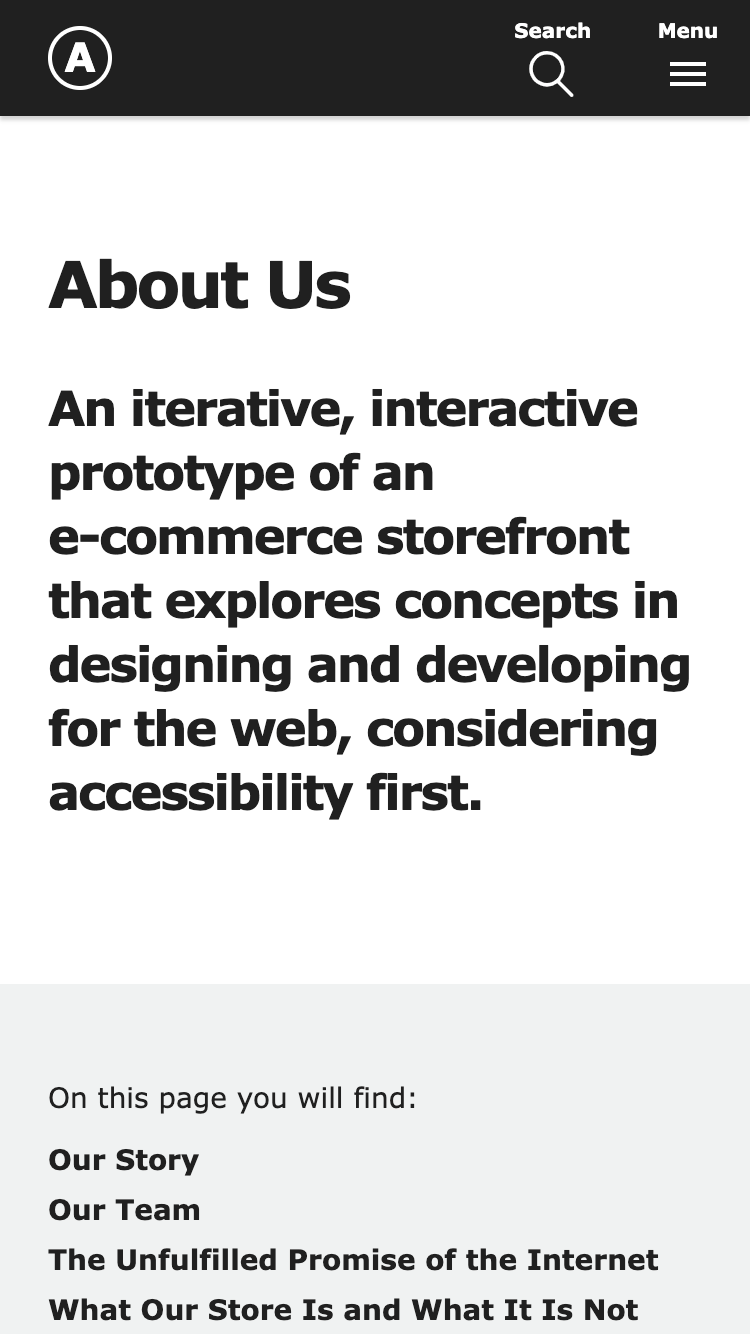 A
Search
Menu
About Us
An iterative, interactive
prototype of an
e-commerce storefront
that explores concepts in
designing and developing
for the web, considering
accessibility first.
On this page you will find:
Our Story
Our Team
The Unfulfilled Promise of the Internet
What Our Store Is and What It Is Not